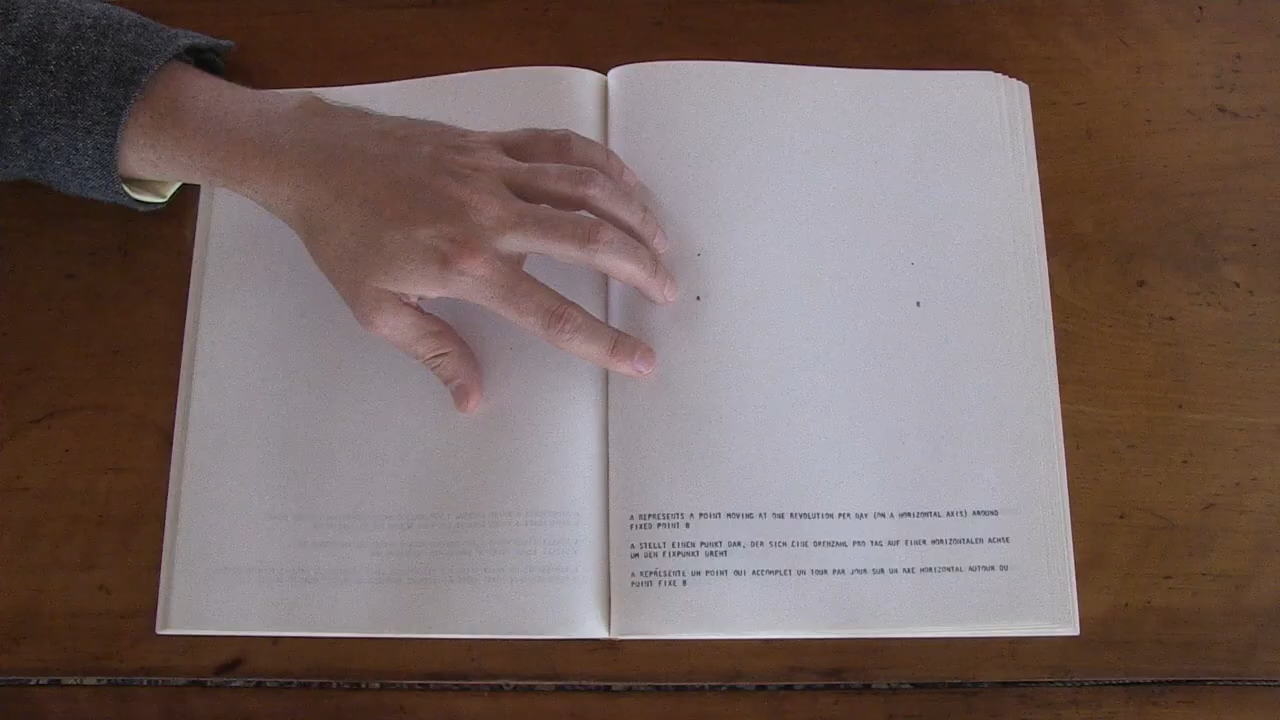 A B
A REPRESENTS A POINT MOVING AT ONE REVOLUTION PER DAY (ON A HORIZONTAL AXIS) AROUND
FIXED POINT B
A STELLT EINEN PUNKT DAR, DER SICH EINE DREHZAHL PRO TAG AUF EINER HORIZONTALEN ACHSE
UM DEN FIXPUNKT DREHT
A REPRÉSENTE UN POINT QUI ACCOMPLIT UN TOUR PAR JOUR SUR UN AXE HORIZONTAL AUTOUR DU
POINT FIXE B